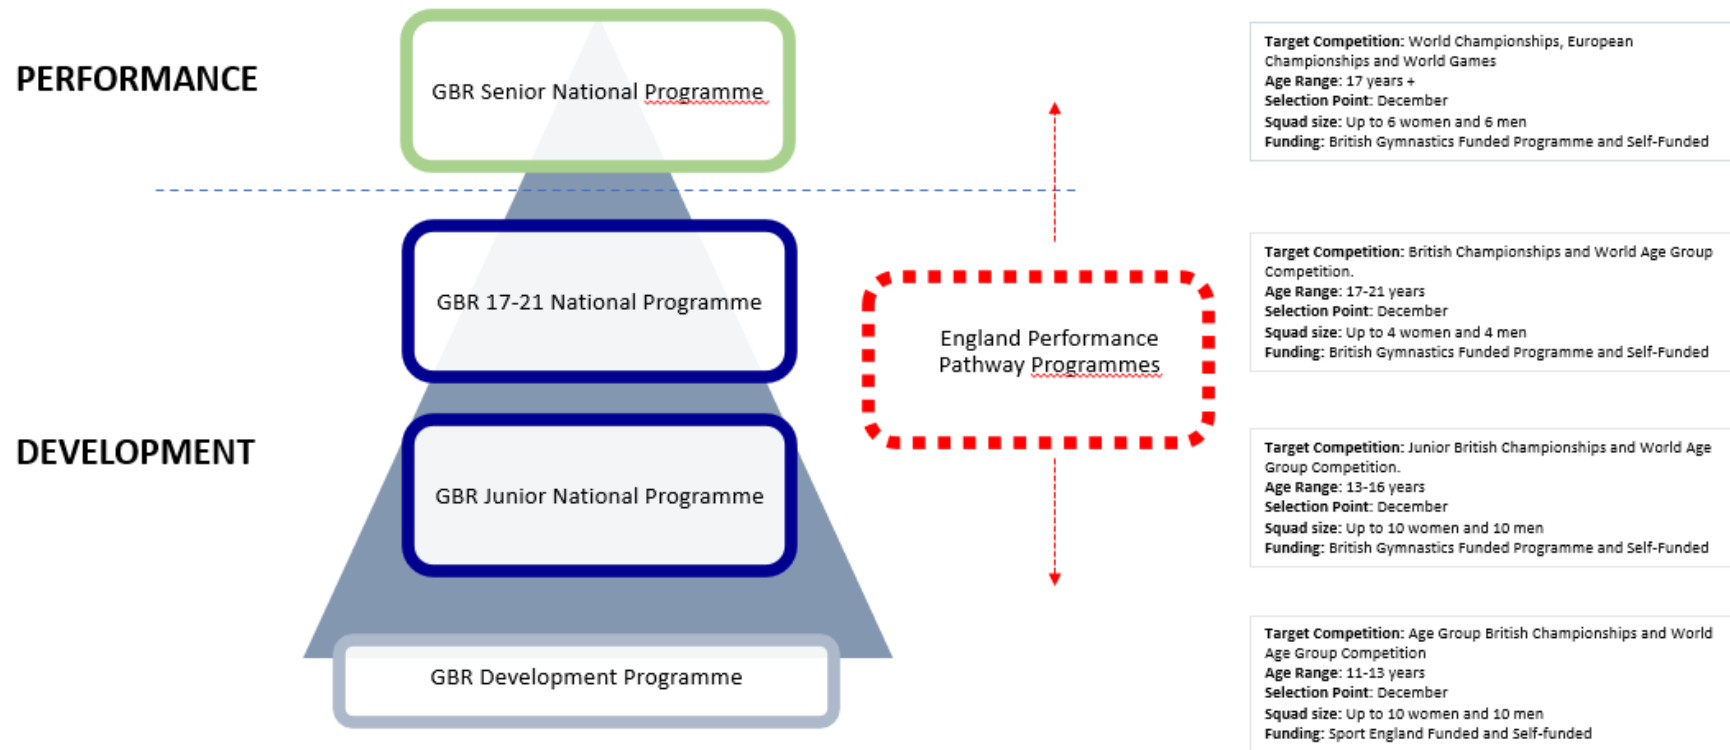 PERFORMANCE
GBR Senior National Programme
Target Competition: World Championships, European
Championships and World Games
Age Range: 17 years +
Selection Point: December
Squad size: Up to 6 women and 6 men
Funding: British Gymnastics Funded Programme and Self-Funded
GBR 17-21 National Programme
England Performance
Pathway Programmes
Target Competition: British Championships and World Age Group
Competition.
Age Range: 17-21 years
Selection Point: December
Squad size: Up to 4 women and 4 men
Funding: British Gymnastics Funded Programme and Self-Funded
DEVELOPMENT
GBR Junior National Programme
Target Competition: Junior British Championships and World Age
Group Competition.
Age Range: 13-16 years
Selection Point: December
Squad size: Up to 10 women and 10 men
Funding: British Gymnastics Funded Programme and Self-Funded
GBR Development Programme
Target Competition: Age Group British Championships and World
Age Group Competition
Age Range: 11-13 years
Selection Point: December
Squad size: Up to 10 women and 10 men
Funding: Sport England Funded and Self-funded